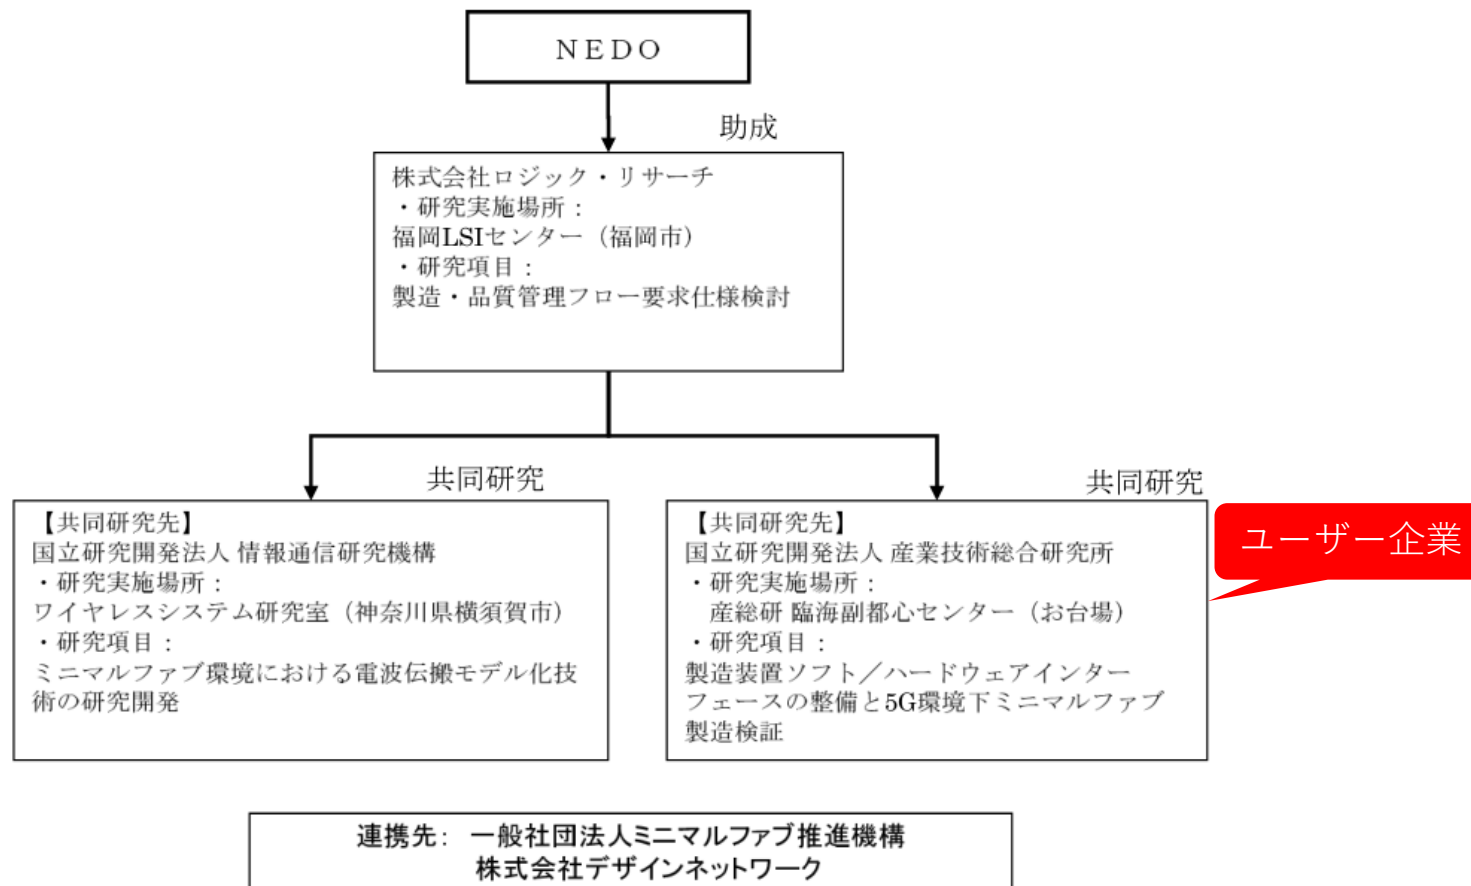 NEDO
助成
株式会社ロジック・リサーチ
・研究実施場所：
福岡LSIセンター（福岡市）
・研究項目：
製造・品質管理フロー要求仕様検討
共同研究
【共同研究先】
国立研究開発法人 情報通信研究機構
・研究実施場所：
ワイヤレスシステム研究室（神奈川県横須賀市）
・研究項目：
ミニマルファブ環境における電波伝搬モデル化技
術の研究開発
共同研究
【共同研究先】
国立研究開発法人 産業技術総合研究所
・研究実施場所：
産総研 臨海副都心センター（お台場）
・研究項目：
製造装置ソフト／ハードウェアインター
フェースの整備と5G環境下ミニマルファブ
製造検証
ユーザー企業
連携先： 一般社団法人ミニマルファブ推進機構
株式会社デザインネットワーク